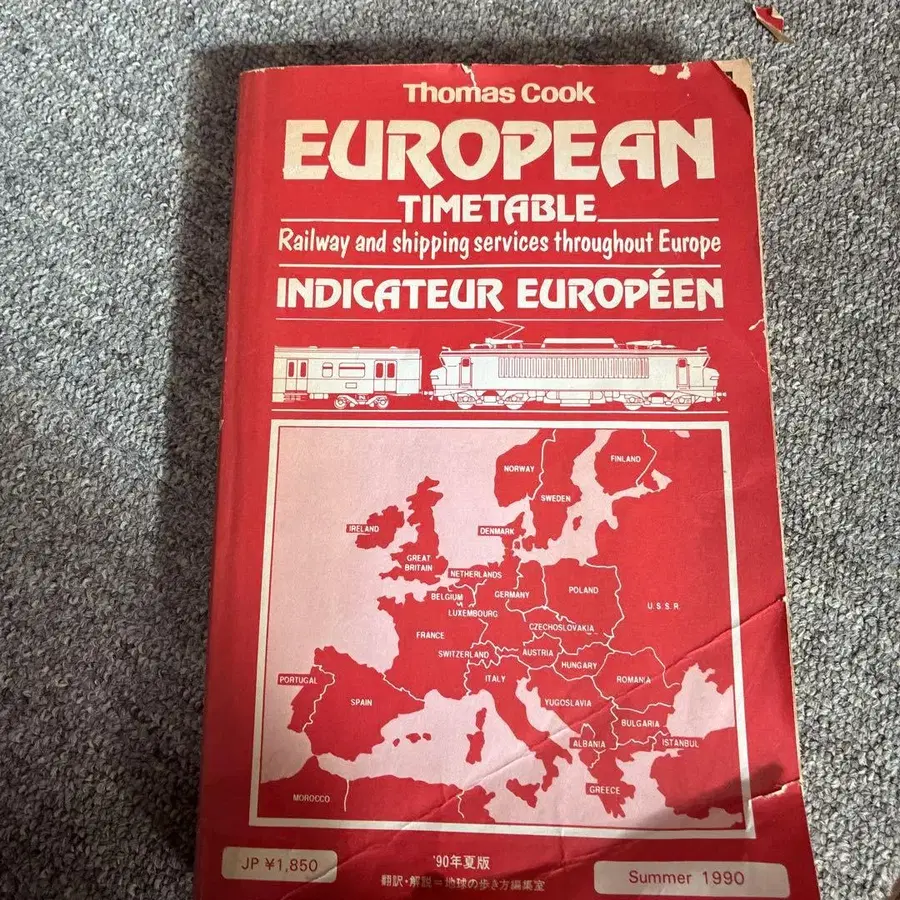 Thomas Cook
EUROPEAN
TIMETABLE
Railway and shipping services throughout Europe
INDICATEUR EUROPÉEN
NORWAY
FINLAND
SWEDEN
IRELAND
DENMARK
GREAT
BRITAIN
NETHERLANDS
BELGIUM
GERMANY
POLAND
U.S.S.R.
LUXEMBOURG
CZECHOSLOVAKIA
FRANCE
SWITZERLAND
AUSTRIA
HUNGARY
PORTUGAL
ITALY
ROMANIA
SPAIN
YUGOSLAVIA
BULGARIA
ALBANIA
ISTANBUL
GREECE
MOROCCO
JP ¥1,850
'90年夏版
翻訳・解説=地球の歩き方編集室
Summer 1990